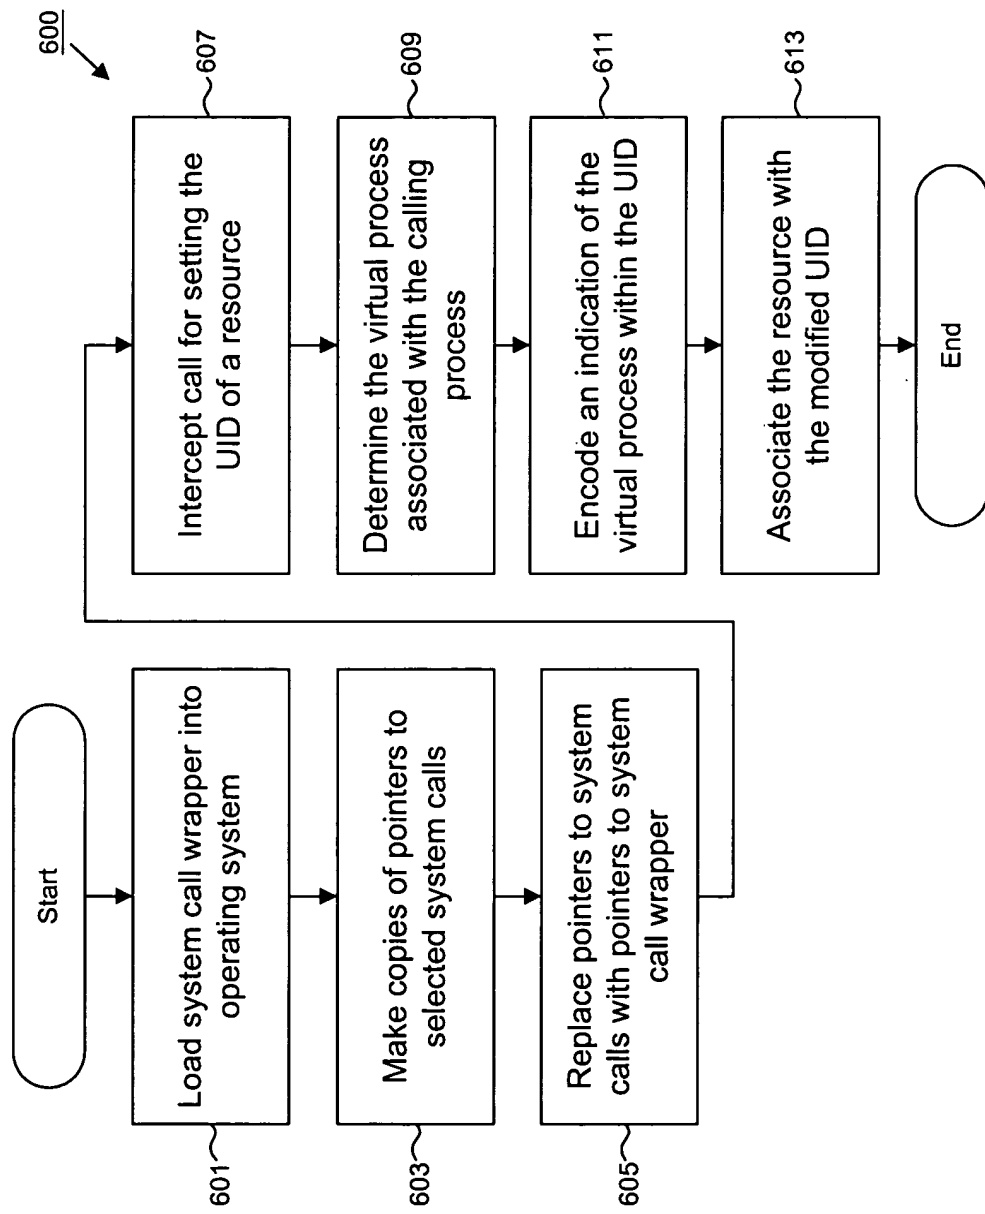 600
Start
601
Load system call wrapper into
operating system
603
Make copies of pointers to
selected system calls
605
Replace pointers to system
calls with pointers to system
call wrapper
607
Intercept call for setting the
UID of a resource
609
Determine the virtual process
associated with the calling
process
611
Encode an indication of the
virtual process within the UID
613
Associate the resource with
the modified UID
End